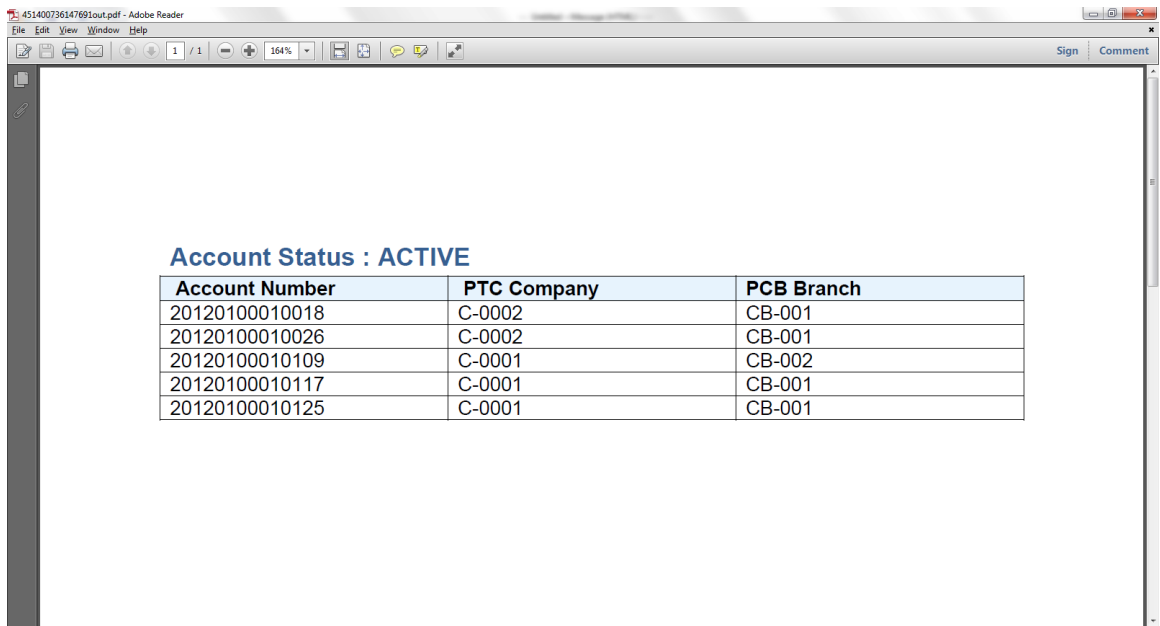 451400736147691out.pdf - Adobe Reader
File Edit View Window Help
1 / 1 164% Sign Comment
Account Status : ACTIVE
Account Number PTC Company PCB Branch
20120100010018 C-0002 CB-001
20120100010026 C-0002 CB-001
20120100010109 C-0001 CB-002
20120100010117 C-0001 CB-001
20120100010125 C-0001 CB-001